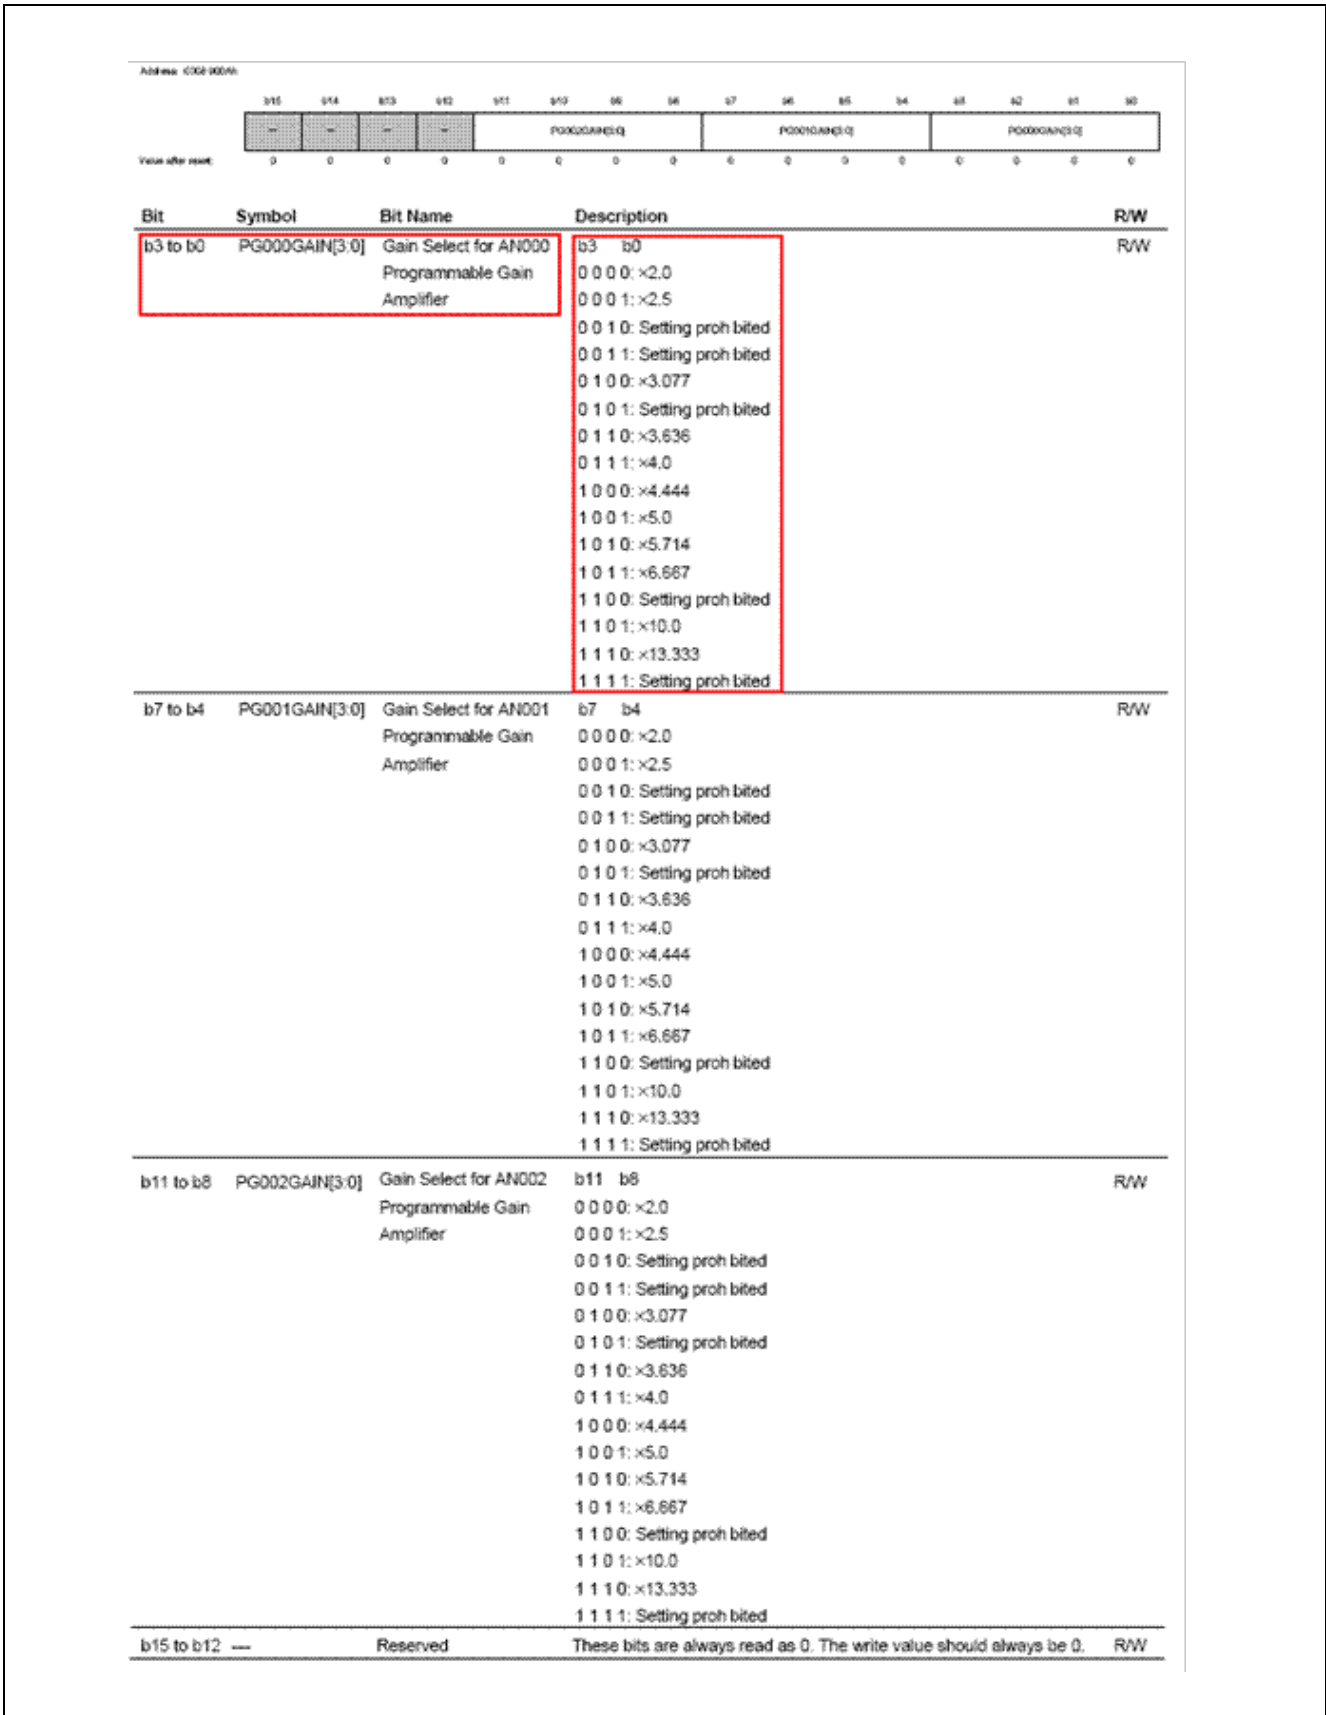 b15 b14 b13 b12 b11 b10 b9 b8 b7 b6 b5 b4 b3 b2 b1 b0
— — — — PG002GAIN[3:0] PG001GAIN[3:0] PG000GAIN[3:0]
Value after reset: 0 0 0 0 0 0 0 0 0 0 0 0 0 0 0 0
Bit Symbol Bit Name Description R/W
b3 to b0 PG000GAIN[3:0] Gain Select for AN000 b3 b0 R/W
Programmable Gain 0 0 0 0: ×2.0
Amplifier 0 0 0 1: ×2.5
0 0 1 0: Setting proh bited
0 0 1 1: Setting proh bited
0 1 0 0: ×3.077
0 1 0 1: Setting proh bited
0 1 1 0: ×3.636
0 1 1 1: ×4.0
1 0 0 0: ×4.444
1 0 0 1: ×5.0
1 0 1 0: ×5.714
1 0 1 1: ×6.667
1 1 0 0: Setting proh bited
1 1 0 1: ×10.0
1 1 1 0: ×13.333
1 1 1 1: Setting proh bited
b7 to b4 PG001GAIN[3:0] Gain Select for AN001 b7 b4 R/W
Programmable Gain 0 0 0 0: ×2.0
Amplifier 0 0 0 1: ×2.5
0 0 1 0: Setting proh bited
0 0 1 1: Setting proh bited
0 1 0 0: ×3.077
0 1 0 1: Setting proh bited
0 1 1 0: ×3.636
0 1 1 1: ×4.0
1 0 0 0: ×4.444
1 0 0 1: ×5.0
1 0 1 0: ×5.714
1 0 1 1: ×6.667
1 1 0 0: Setting proh bited
1 1 0 1: ×10.0
1 1 1 0: ×13.333
1 1 1 1: Setting proh bited
b11 to b8 PG002GAIN[3:0] Gain Select for AN002 b11 b8 R/W
Programmable Gain 0 0 0 0: ×2.0
Amplifier 0 0 0 1: ×2.5
0 0 1 0: Setting proh bited
0 0 1 1: Setting proh bited
0 1 0 0: ×3.077
0 1 0 1: Setting proh bited
0 1 1 0: ×3.636
0 1 1 1: ×4.0
1 0 0 0: ×4.444
1 0 0 1: ×5.0
1 0 1 0: ×5.714
1 0 1 1: ×6.667
1 1 0 0: Setting proh bited
1 1 0 1: ×10.0
1 1 1 0: ×13.333
1 1 1 1: Setting proh bited
b15 to b12 — Reserved These bits are always read as 0. The write value should always be 0. R/W